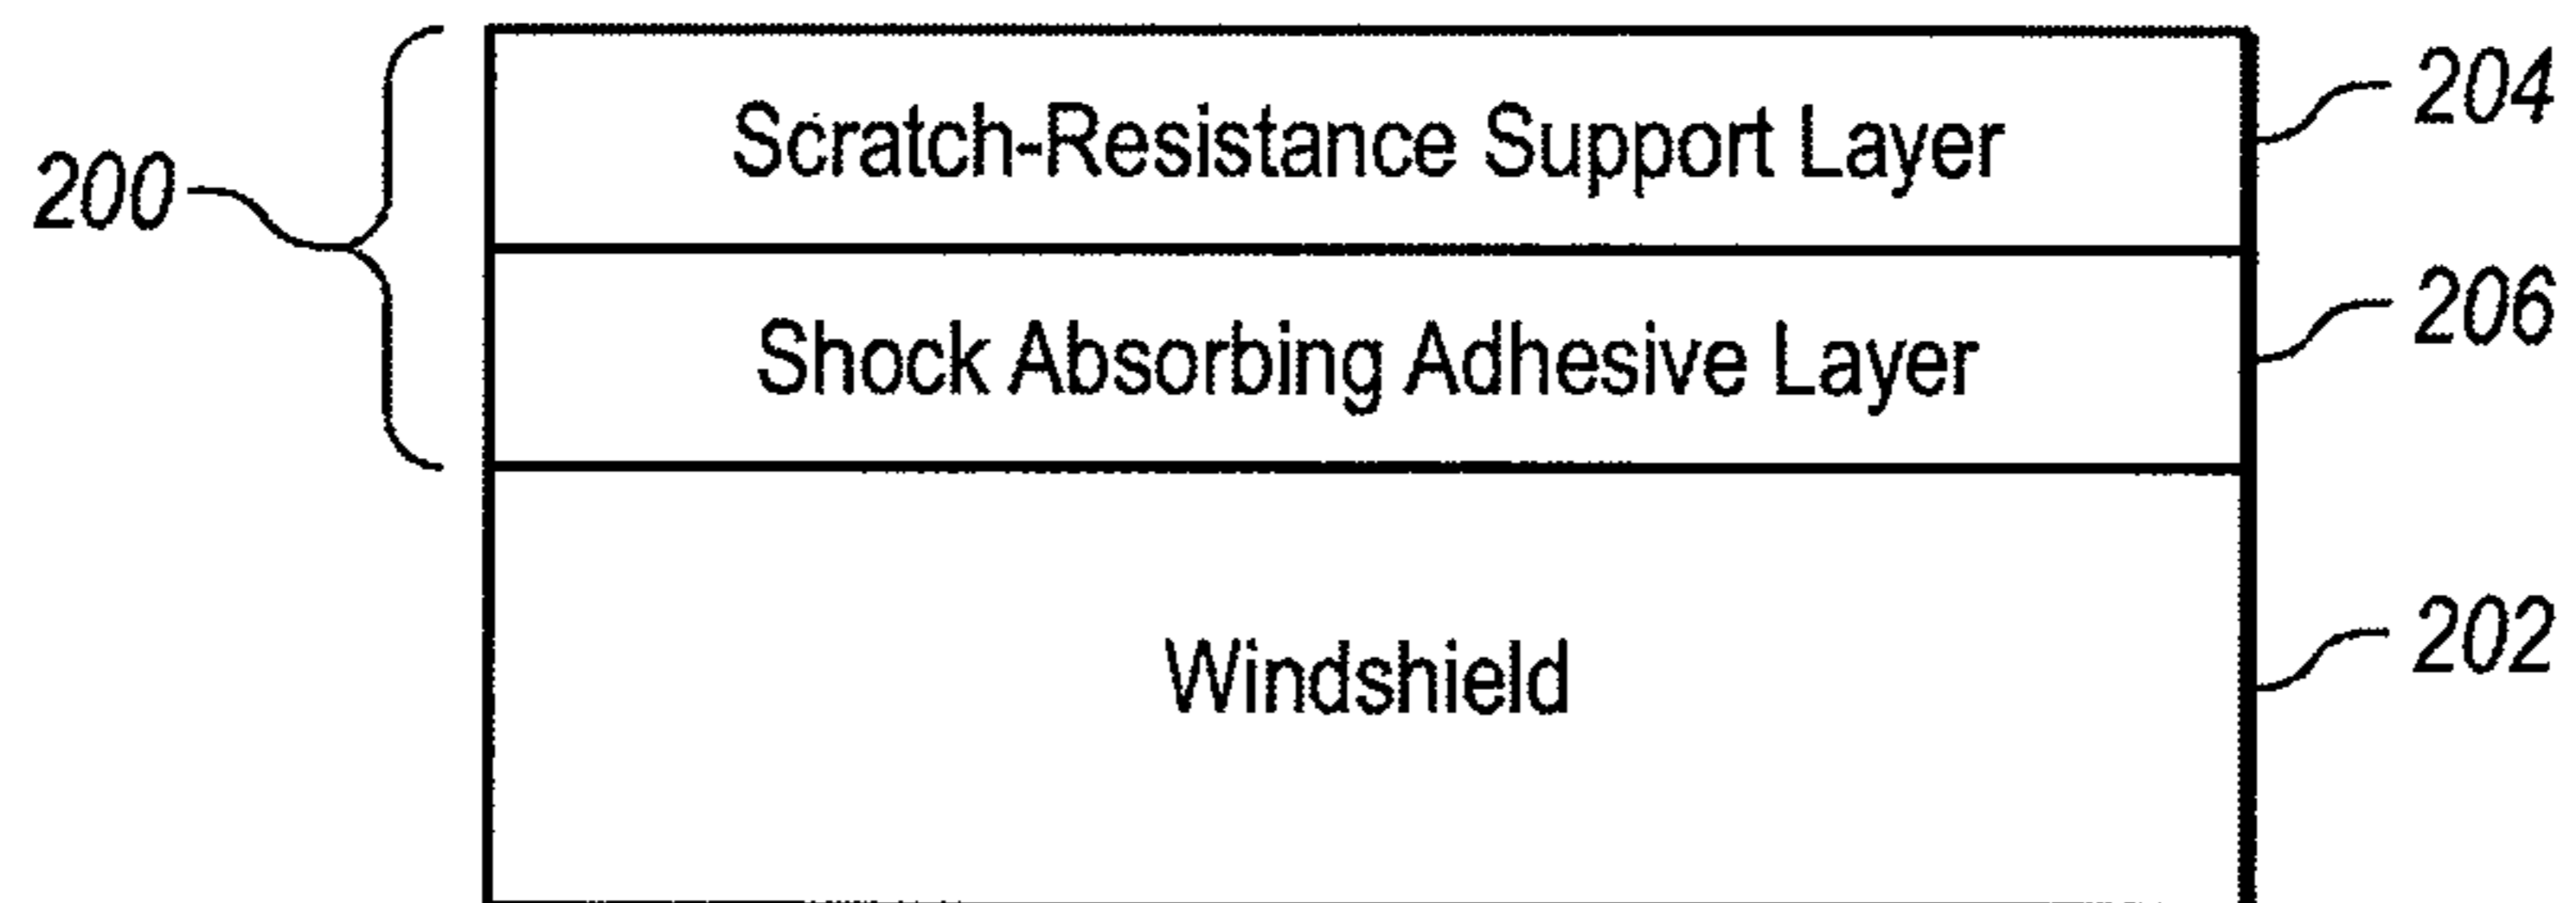 Scratch-Resistance Support Layer
204
200
Shock Absorbing Adhesive Layer
206
Windshield
202